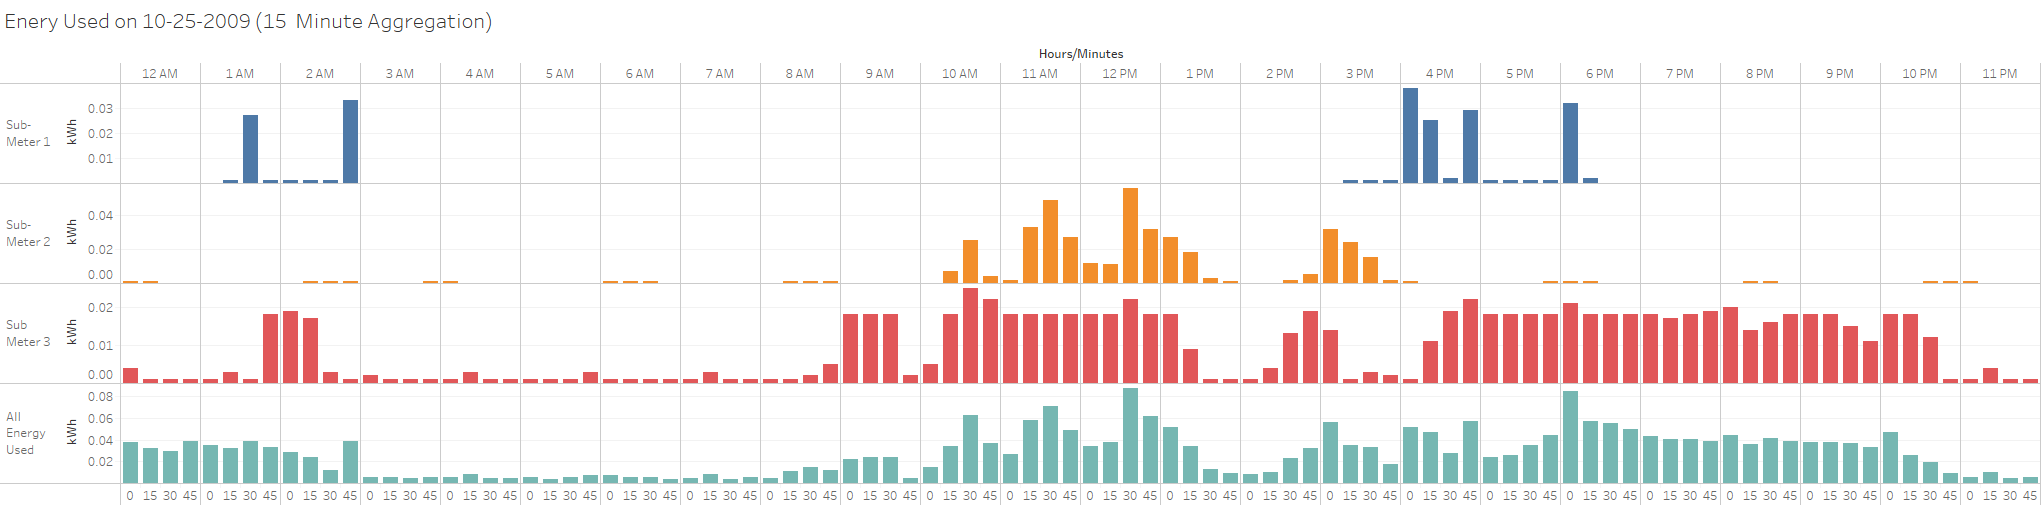 Enery Used on 10-25-2009 (15  Minute Aggregation)
Hours/Minutes
12 AM 1 AM 2 AM 3 AM 4 AM 5 AM 6 AM 7 AM 8 AM 9 AM 10 AM 11 AM 12 PM 1 PM 2 PM 3 PM 4 PM 5 PM 6 PM 7 PM 8 PM 9 PM 10 PM 11 PM
Sub-
Meter 1
kWh
0.03
0.02
0.01
Sub-
Meter 2
kWh
0.04
0.02
0.00
Sub
Meter 3
kWh
0.02
0.01
0.00
All
Energy
Used
kWh
0.08
0.06
0.04
0.02
0 15 30 45 0 15 30 45 0 15 30 45 0 15 30 45 0 15 30 45 0 15 30 45 0 15 30 45 0 15 30 45 0 15 30 45 0 15 30 45 0 15 30 45 0 15 30 45 0 15 30 45 0 15 30 45 0 15 30 45 0 15 30 45 0 15 30 45 0 15 30 45 0 15 30 45 0 15 30 45 0 15 30 45 0 15 30 45 0 15 30 45 0 15 30 45